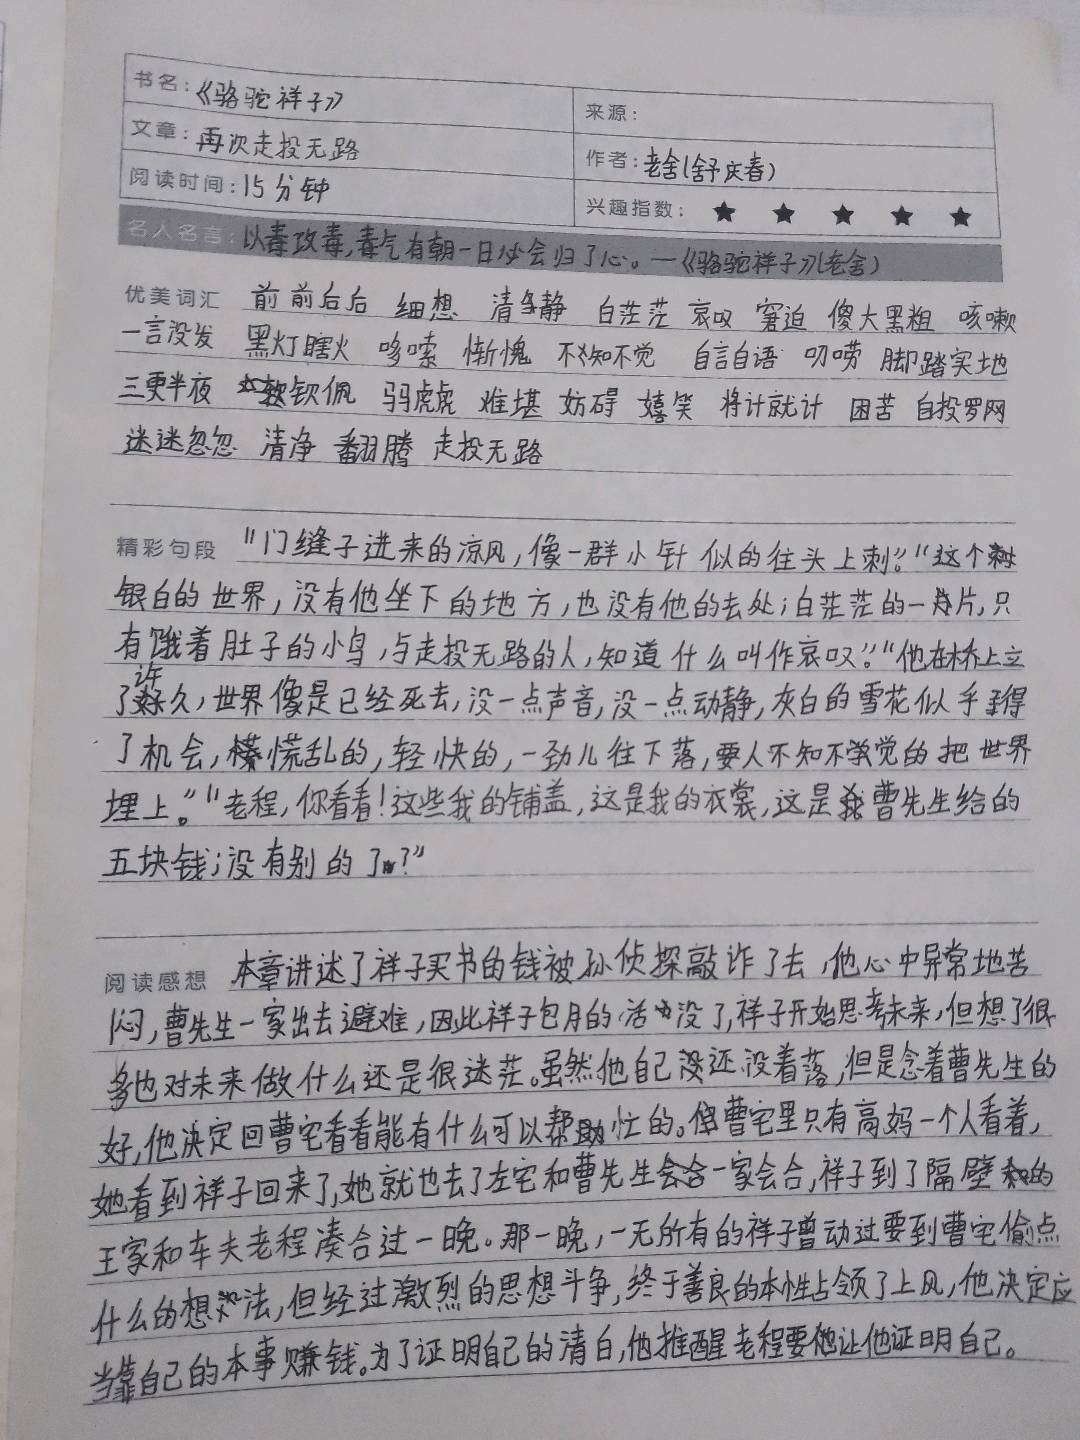 书名：《骆驼祥子》
来源：
文章：再次走投无路
作者：老舍(舒庆春)
阅读时间：15分钟
兴趣指数：★ ★ ★ ★ ★
名人名言：以毒攻毒，毒气有朝一日必会归了心。—《骆驼祥子》(老舍)
优美词汇 前前后后 细想 清静 白茫茫 哀叹 窘迫 傻大黑粗 咳嗽
一言没发 黑灯瞎火 哆嗦 惭愧 不知不觉 自言自语 叨唠 脚踏实地
三更半夜 钦佩 难堪 妨碍 嬉笑 将计就计 困苦 自投罗网
迷迷忽忽 清净 翻腾 走投无路
精彩句段 "门缝子进来的凉风，像一群小针似的往头上刺。""这个
银白的世界，没有他坐下的地方，也没有他的去处；白茫茫的一片，只
有饿着肚子的小鸟，与走投无路的人，知道什么叫作哀叹。""他在桥上立
了许久，世界像是已经死去，没一点声音，没一点动静，灰白的雪花似乎得
了机会，慌乱的，轻快的，一劲儿往下落，要人不知不觉的把世界
埋上。""老程，你看看！这些我的铺盖，这是我的衣裳，这是曹先生给的
五块钱；没有别的了？"
阅读感想 本章讲述了祥子买书的钱被孙侦探敲诈了去，他心中异常地苦
闷，曹先生一家出去避难，因此祥子包月的活没了，祥子开始思考未来，但想了很
多也对未来做什么还是很迷茫。虽然他自己还没着落，但是念着曹先生的
好，他决定回曹宅看看能有什么可以帮助忙的。但曹宅里只有高妈一个人看着，
她看到祥子回来了，她就也去了左宅和曹先生一家会合，祥子到了隔壁的
王家和车夫老程凑合过一晚。那一晚，一无所有的祥子曾动过要到曹宅偷点
什么的想法，但经过激烈的思想斗争，终于善良的本性占领了上风，他决定应
当靠自己的本事赚钱。为了证明自己的清白，他推醒老程要他让他证明自己。